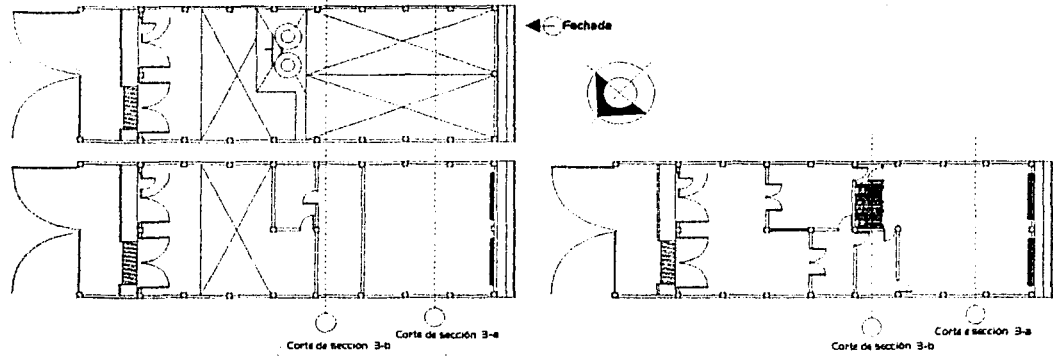 Fachada
Corte de sección 3-a
Corte de sección 3-b
Corte e sección 3-a
Corte de sección 3-b